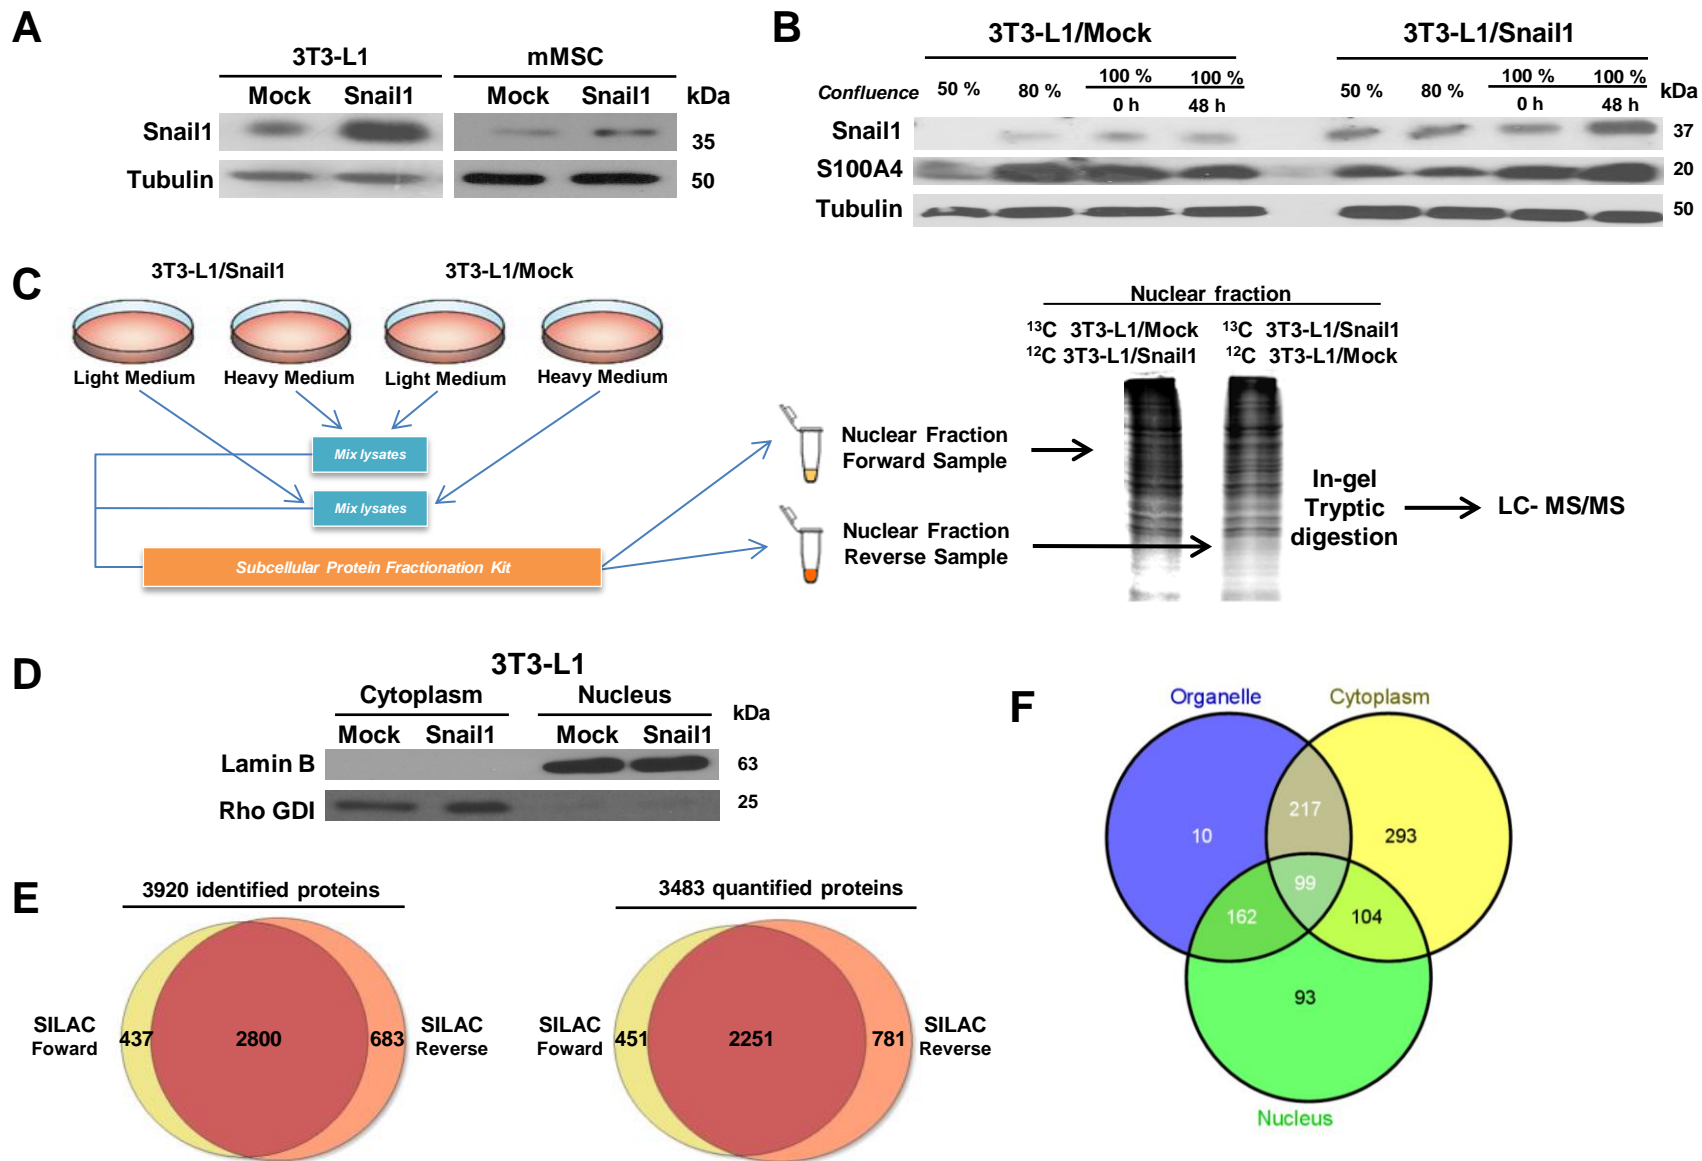 A
3T3-L1
mMSC
Mock
Snail1
Mock
Snail1
kDa
Snail1
35
Tubulin
50
B
3T3-L1/Mock
3T3-L1/Snail1
Confluence
50 %
80 %
100 %
100 %
0 h
48 h
50 %
80 %
100 %
100 %
0 h
48 h
kDa
Snail1
37
S100A4
20
Tubulin
50
C
3T3-L1/Snail1
3T3-L1/Mock
Light Medium
Heavy Medium
Light Medium
Heavy Medium
Mix lysates
Mix lysates
Subcellular Protein Fractionation Kit
Nuclear Fraction
Forward Sample
Nuclear Fraction
Reverse Sample
Nuclear fraction
¹³C 3T3-L1/Mock
¹²C 3T3-L1/Snail1
¹³C 3T3-L1/Snail1
¹²C 3T3-L1/Mock
In-gel
Tryptic
digestion
LC- MS/MS
D
3T3-L1
Cytoplasm
Nucleus
kDa
Mock
Snail1
Mock
Snail1
Lamin B
63
Rho GDI
25
E
3920 identified proteins
SILAC
Foward
437
2800
683
SILAC
Reverse
3483 quantified proteins
SILAC
Foward
451
2251
781
SILAC
Reverse
F
Organelle
Cytoplasm
217
10
293
99
162
104
93
Nucleus